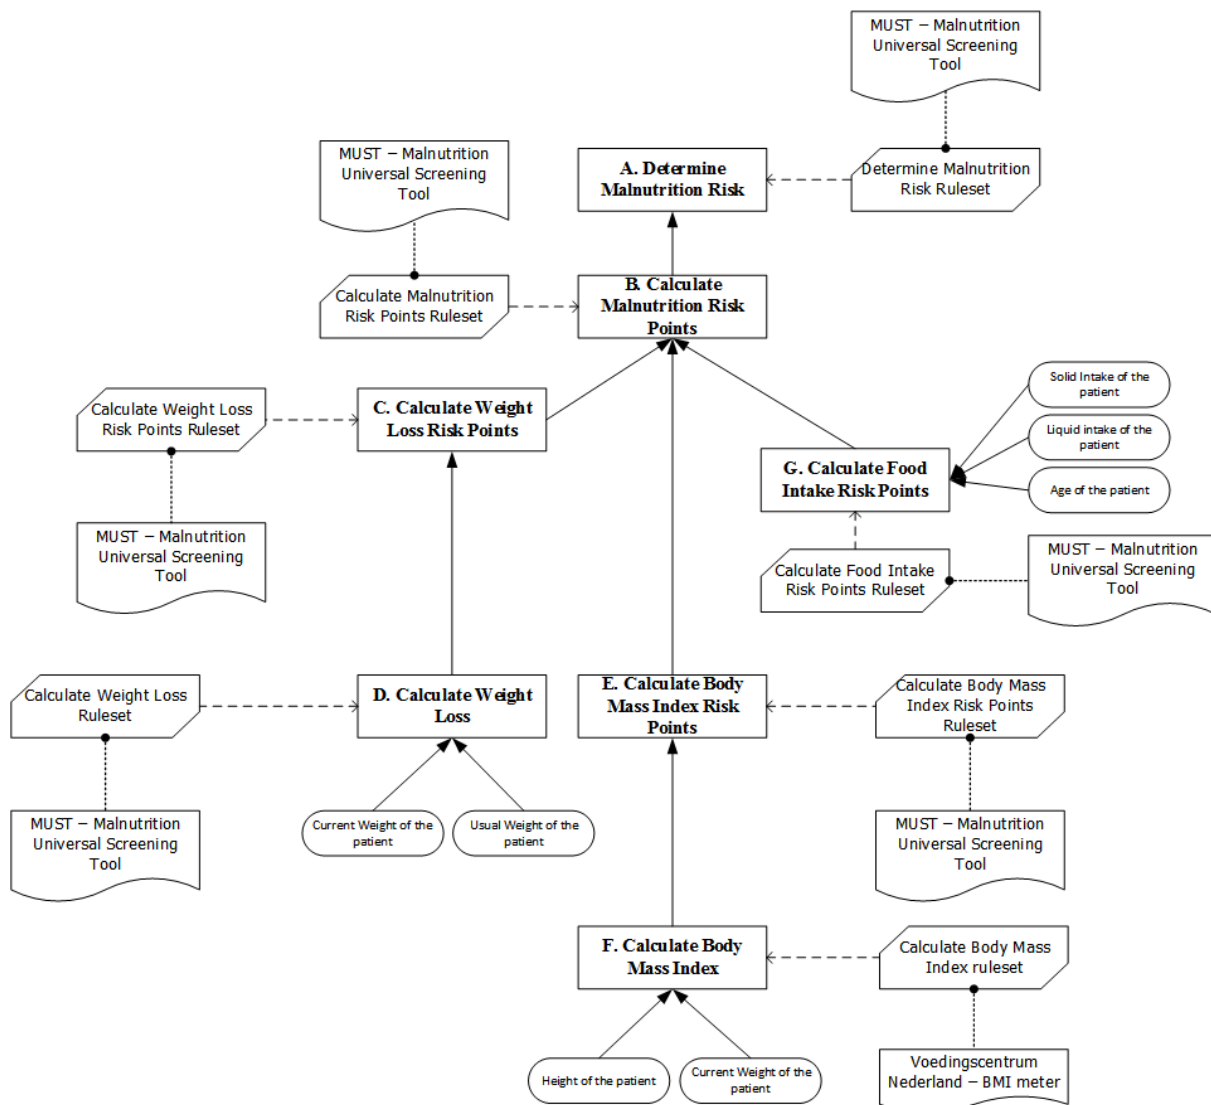 MUST – Malnutrition
Universal Screening
Tool
MUST – Malnutrition
Universal Screening
Tool
A. Determine
Malnutrition Risk
Determine Malnutrition
Risk Ruleset
Calculate Malnutrition
Risk Points Ruleset
B. Calculate
Malnutrition Risk
Points
Calculate Weight Loss
Risk Points Ruleset
C. Calculate Weight
Loss Risk Points
Solid Intake of the
patient
Liquid intake of the
patient
Age of the patient
G. Calculate Food
Intake Risk Points
MUST – Malnutrition
Universal Screening
Tool
Calculate Food Intake
Risk Points Ruleset
MUST – Malnutrition
Universal Screening
Tool
Calculate Weight Loss
Ruleset
D. Calculate Weight
Loss
E. Calculate Body
Mass Index Risk
Points
Calculate Body Mass
Index Risk Points
Ruleset
MUST – Malnutrition
Universal Screening
Tool
Current Weight of the
patient
Usual Weight of the
patient
MUST – Malnutrition
Universal Screening
Tool
F. Calculate Body
Mass Index
Calculate Body Mass
Index ruleset
Height of the patient
Current Weight of the
patient
Voedingscentrum
Nederland – BMI meter